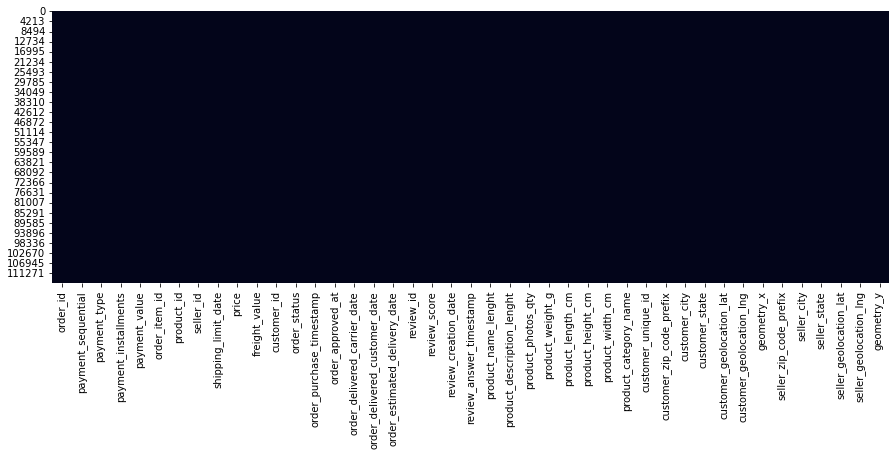 0
4213
8494
12734
16995
21234
25493
29785
34049
38310
42612
46872
51114
55347
59589
63821
68092
72366
76631
81007
85291
89585
93896
98336
102670
106945
111271
order_id
payment_sequential
payment_type
payment_installments
payment_value
order_item_id
product_id
seller_id
shipping_limit_date
price
freight_value
customer_id
order_status
order_purchase_timestamp
order_approved_at
order_delivered_carrier_date
order_delivered_customer_date
order_estimated_delivery_date
review_id
review_score
review_creation_date
review_answer_timestamp
product_name_lenght
product_description_lenght
product_photos_qty
product_weight_g
product_length_cm
product_height_cm
product_width_cm
product_category_name
customer_unique_id
customer_zip_code_prefix
customer_city
customer_state
customer_geolocation_lat
customer_geolocation_lng
geometry_x
seller_zip_code_prefix
seller_city
seller_state
seller_geolocation_lat
seller_geolocation_lng
geometry_y